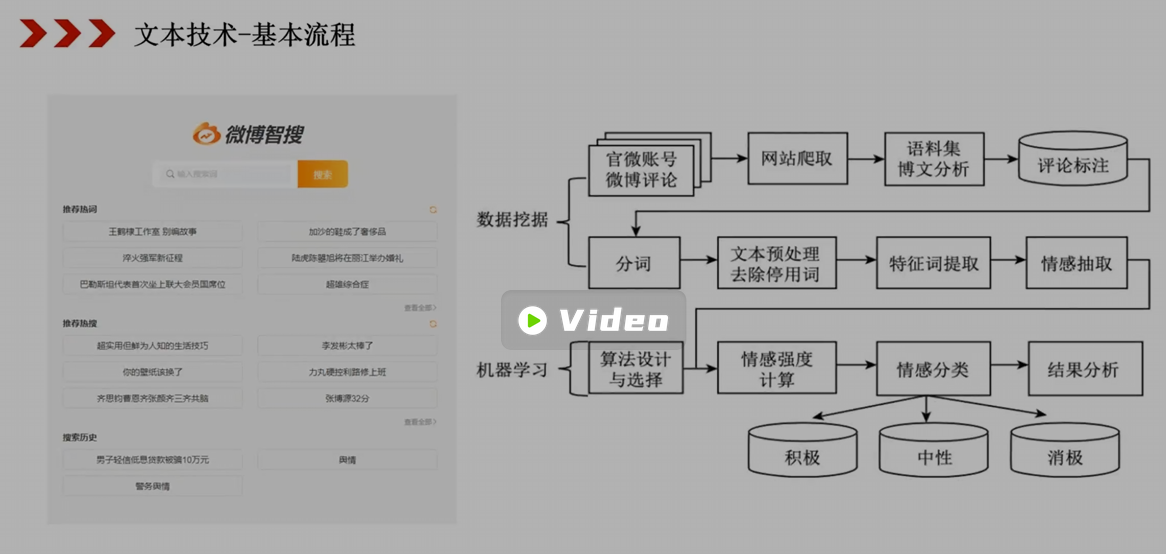 文本技术-基本流程
微博智搜
输入搜索词
搜索
推荐热词
王鹤棣工作室 别编故事
加沙的鞋成了奢侈品
淬火强军新征程
陆虎陈馨旭将在丽江举办婚礼
巴勒斯坦代表首次坐上联大会员国席位
超雄综合症
查看全部>
推荐热搜
超实用但鲜为人知的生活技巧
李发彬太棒了
你的壁纸该换了
力丸硬控利路修上班
齐思钧曹恩齐张颜齐三齐共脑
张博源32分
查看全部>
搜索历史
男子轻信低息贷款被骗10万元
舆情
警务舆情
数据挖据
官微账号
微博评论
网站爬取
语料集
博文分析
评论标注
分词
文本预处理
去除停用词
特征词提取
情感抽取
Video
机器学习
算法设计
与选择
情感强度
计算
情感分类
结果分析
积极
中性
消极